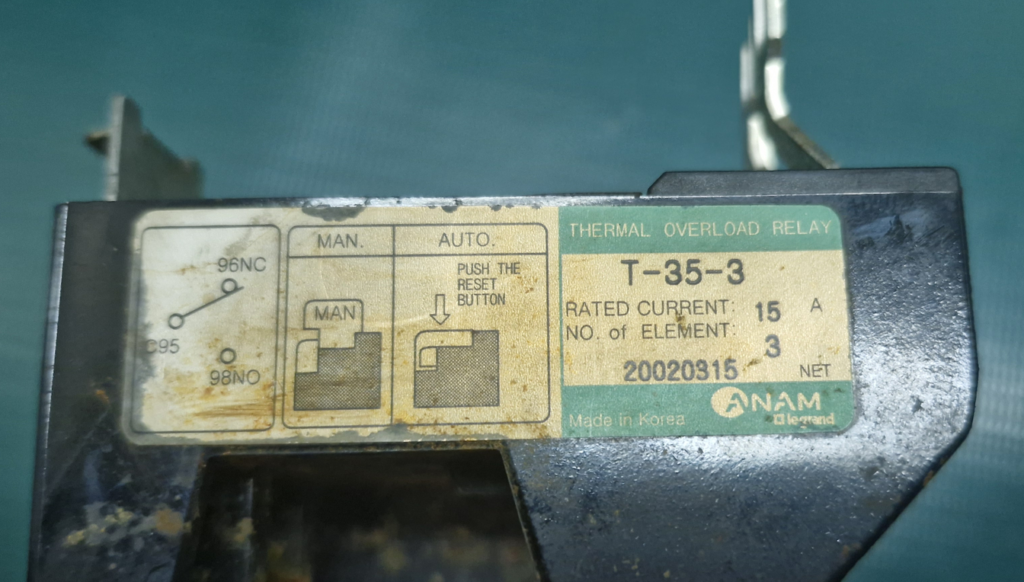 96NC
C95
98NO
MAN.
AUTO.
MAN
PUSH THE
RESET
BUTTON
THERMAL OVERLOAD RELAY
T-35-3
RATED CURRENT: 15 A
NO. of ELEMENT: 3
20020315 NET
ANAM
legrand
Made in Korea